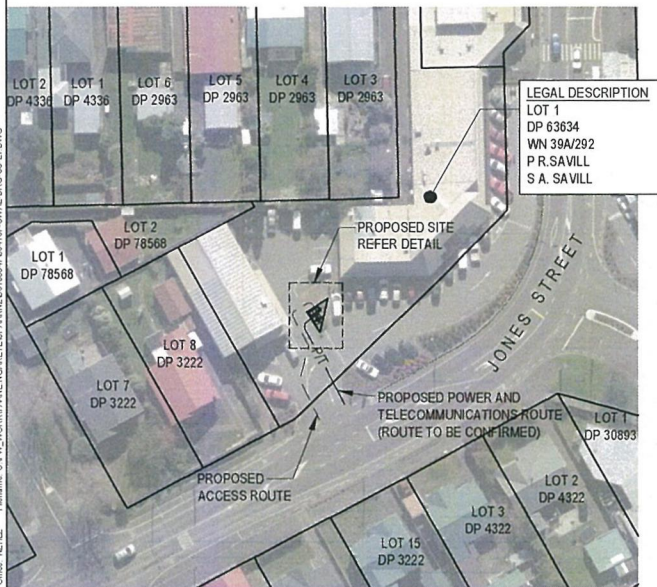 LOT 2
DP 4336
LOT 1
DP 4336
LOT 6
DP 2963
LOT 5
DP 2963
LOT 4
DP 2963
LOT 3
DP 2963
LEGAL DESCRIPTION
LOT 1
DP 63634
WN 39A/292
P R.SAVILL
S A. SAVILL
LOT 2
DP 78568
LOT 1
DP 78568
PROPOSED SITE
REFER DETAIL
JONES STREET
LOT 8
DP 3222
LOT 7
DP 3222
P/T
PROPOSED POWER AND
TELECOMMUNICATIONS ROUTE
(ROUTE TO BE CONFIRMED)
PROPOSED
ACCESS ROUTE
LOT 1
DP 30893
LOT 2
DP 4322
LOT 3
DP 4322
LOT 15
DP 3222